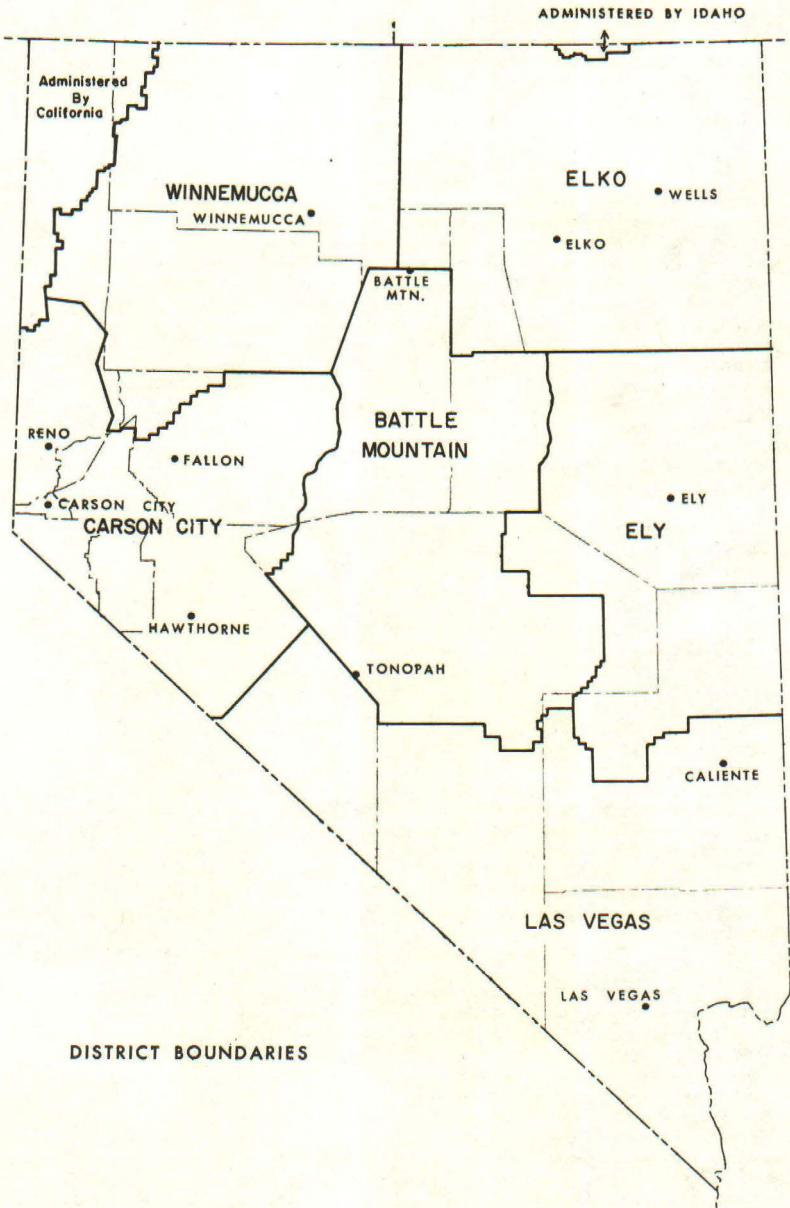 ADMINISTERED BY IDAHO
Administered
By
California
ELKO
WELLS
WINNEMUCCA
WINNEMUCCA
ELKO
BATTLE
MTN.
BATTLE
MOUNTAIN
RENO
FALLON
ELY
CARSON CITY
CARSON CITY
ELY
HAWTHORNE
TONOPAH
CALIENTE
LAS VEGAS
LAS VEGAS
DISTRICT BOUNDARIES